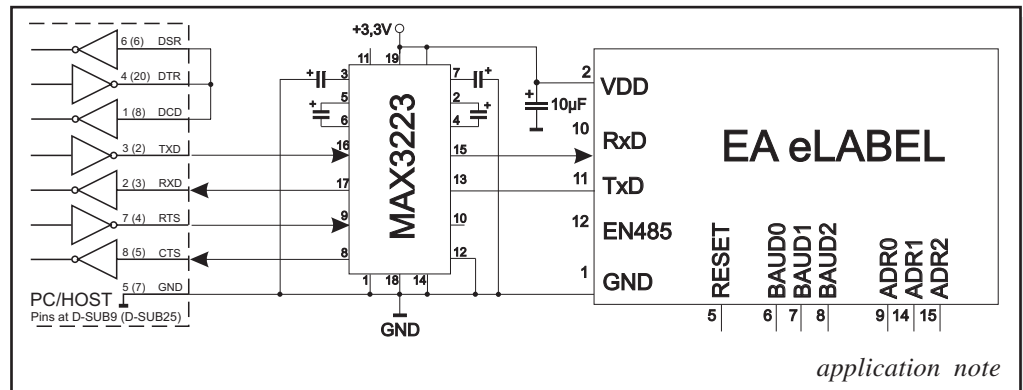 +3,3V
6 (6) DSR
4 (20) DTR
1 (8) DCD
3 (2) TXD
2 (3) RXD
7 (4) RTS
8 (5) CTS
5 (7) GND
PC/HOST
Pins at D-SUB9 (D-SUB25)
11
19
3
5
6
16
17
9
8
1
18
14
7
2
4
15
13
10
12
MAX3223
+
+
+
+
GND
+
10µF
2 VDD
10 RxD
11 TxD
12 EN485
1 GND
EA eLABEL
RESET
BAUD0
BAUD1
BAUD2
ADR0
ADR1
ADR2
5 6 7 8 9 14 15
application note